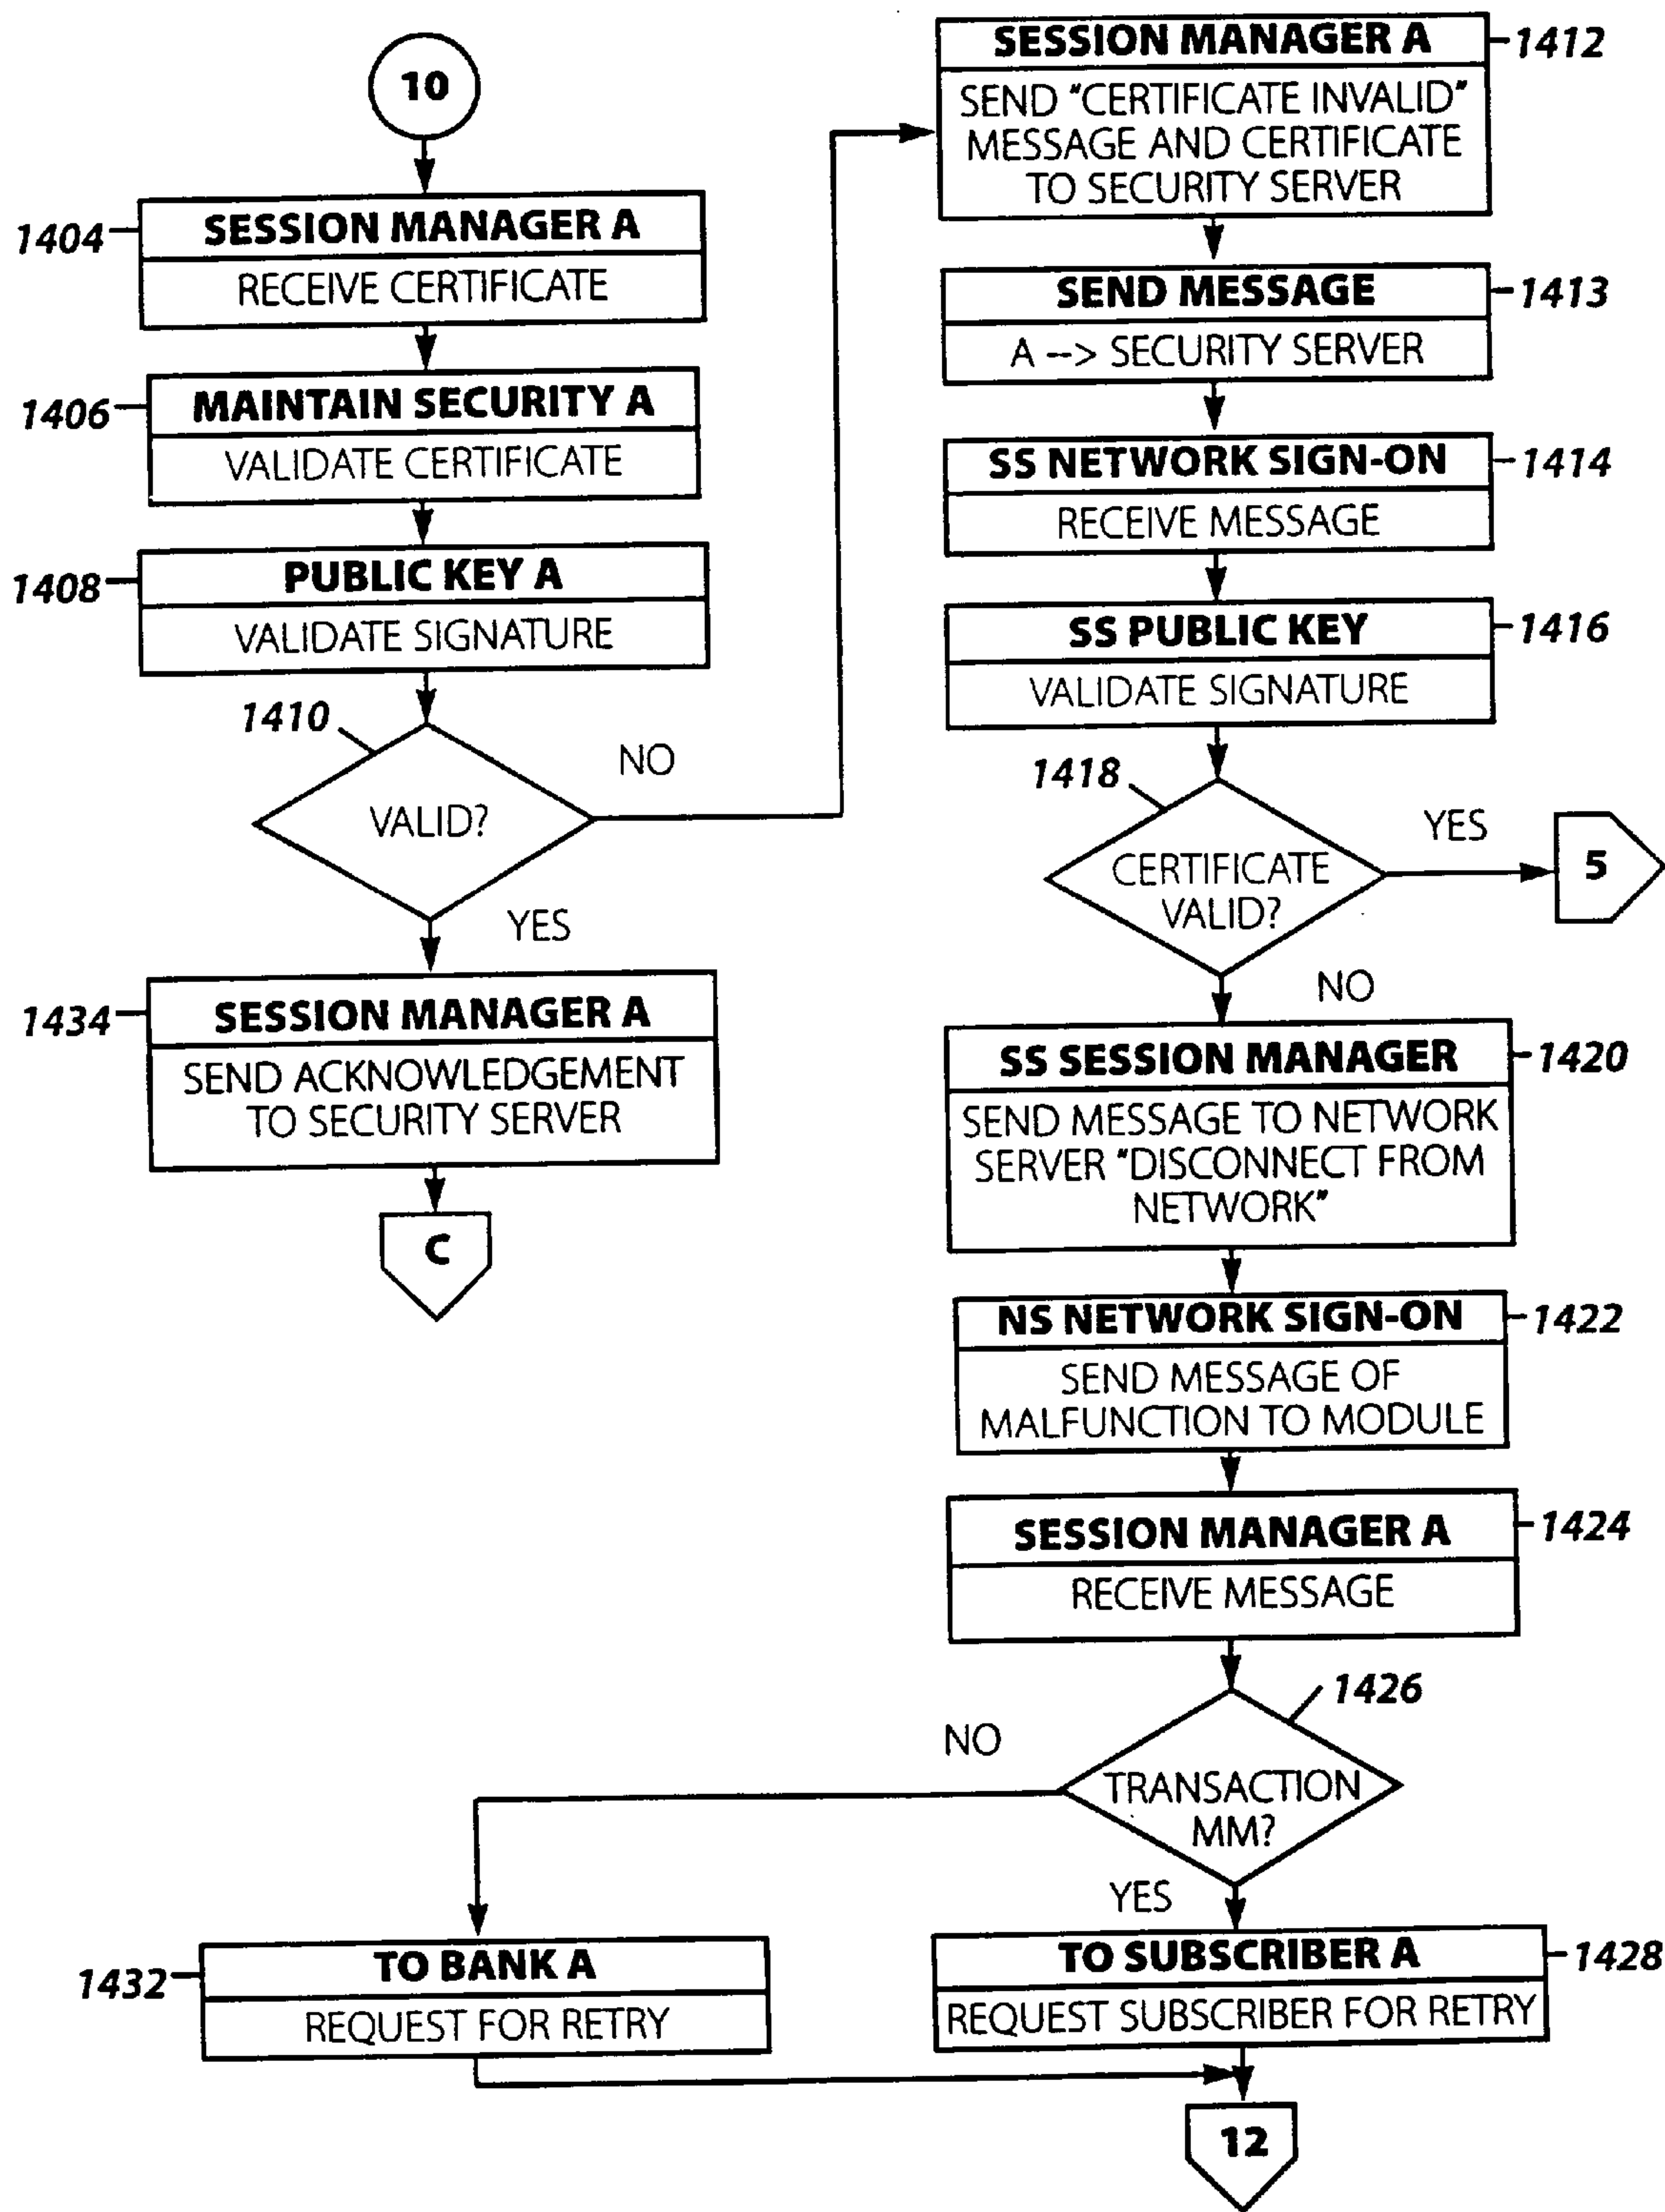 10
1404
SESSION MANAGER A
RECEIVE CERTIFICATE
1406
MAINTAIN SECURITY A
VALIDATE CERTIFICATE
1408
PUBLIC KEY A
VALIDATE SIGNATURE
1410
VALID?
NO
YES
1434
SESSION MANAGER A
SEND ACKNOWLEDGEMENT
TO SECURITY SERVER
C
SESSION MANAGER A
1412
SEND "CERTIFICATE INVALID"
MESSAGE AND CERTIFICATE
TO SECURITY SERVER
SEND MESSAGE
1413
A --> SECURITY SERVER
SS NETWORK SIGN-ON
1414
RECEIVE MESSAGE
SS PUBLIC KEY
1416
VALIDATE SIGNATURE
1418
CERTIFICATE
VALID?
YES
5
NO
SS SESSION MANAGER
1420
SEND MESSAGE TO NETWORK
SERVER "DISCONNECT FROM
NETWORK"
NS NETWORK SIGN-ON
1422
SEND MESSAGE OF
MALFUNCTION TO MODULE
SESSION MANAGER A
1424
RECEIVE MESSAGE
1426
TRANSACTION
MM?
NO
YES
1432
TO BANK A
REQUEST FOR RETRY
TO SUBSCRIBER A
1428
REQUEST SUBSCRIBER FOR RETRY
12